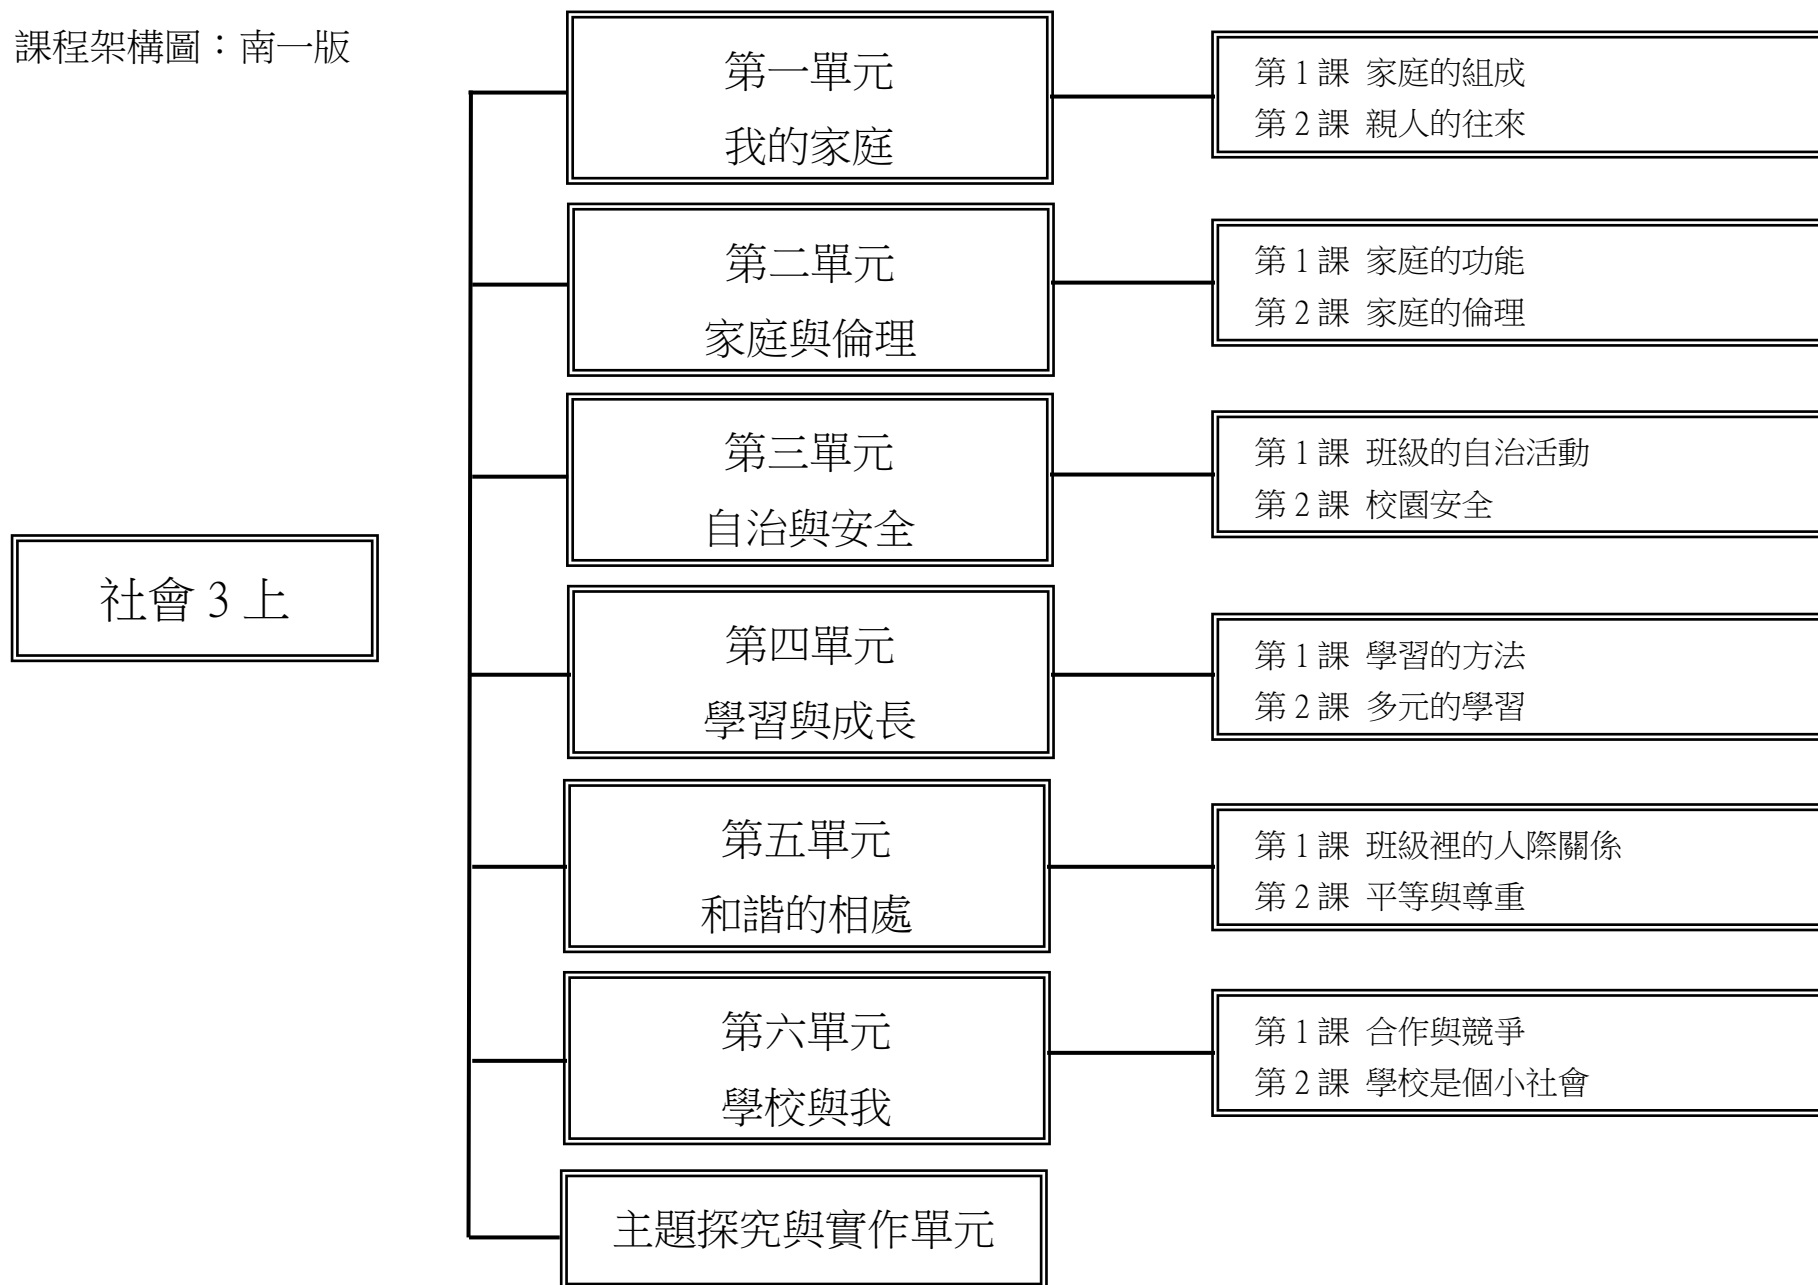 課程架構圖：南一版
社會 3 上
第一單元
我的家庭
第 1 課 家庭的組成
第 2 課 親人的往來
第二單元
家庭與倫理
第 1 課 家庭的功能
第 2 課 家庭的倫理
第三單元
自治與安全
第 1 課 班級的自治活動
第 2 課 校園安全
第四單元
學習與成長
第 1 課 學習的方法
第 2 課 多元的學習
第五單元
和諧的相處
第 1 課 班級裡的人際關係
第 2 課 平等與尊重
第六單元
學校與我
第 1 課 合作與競爭
第 2 課 學校是個小社會
主題探究與實作單元